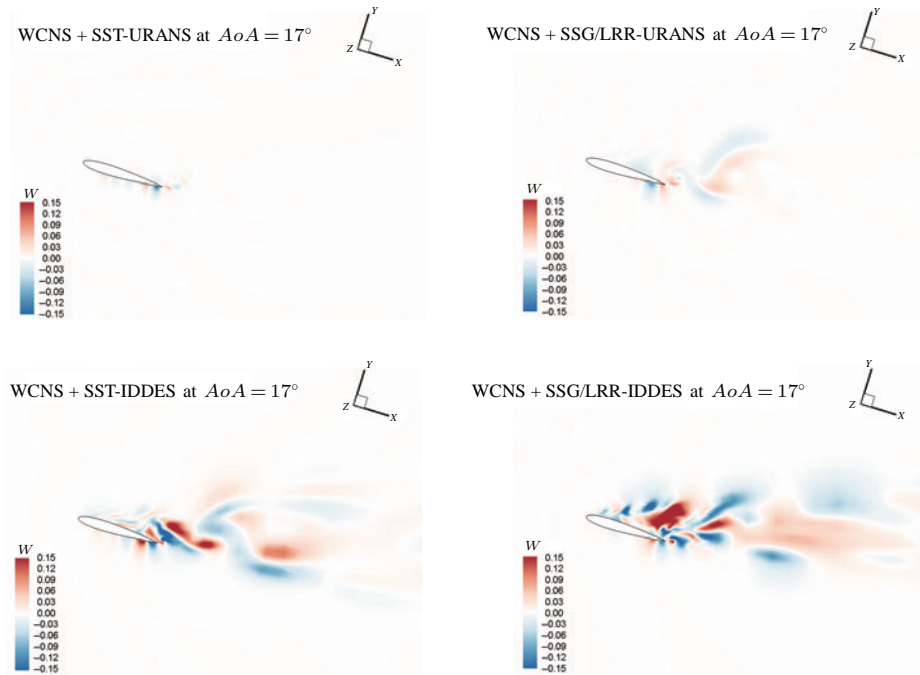 WCNS + SST-URANS at AoA = 17°
Y
Z
X
W
0.15
0.12
0.09
0.06
0.03
0.00
−0.03
−0.06
−0.09
−0.12
−0.15
WCNS + SSG/LRR-URANS at AoA = 17°
Y
Z
X
W
0.15
0.12
0.09
0.06
0.03
0.00
−0.03
−0.06
−0.09
−0.12
−0.15
WCNS + SST-IDDES at AoA = 17°
Y
Z
X
W
0.15
0.12
0.09
0.06
0.03
0.00
−0.03
−0.06
−0.09
−0.12
−0.15
WCNS + SSG/LRR-IDDES at AoA = 17°
Y
Z
X
W
0.15
0.12
0.09
0.06
0.03
0.00
−0.03
−0.06
−0.09
−0.12
−0.15